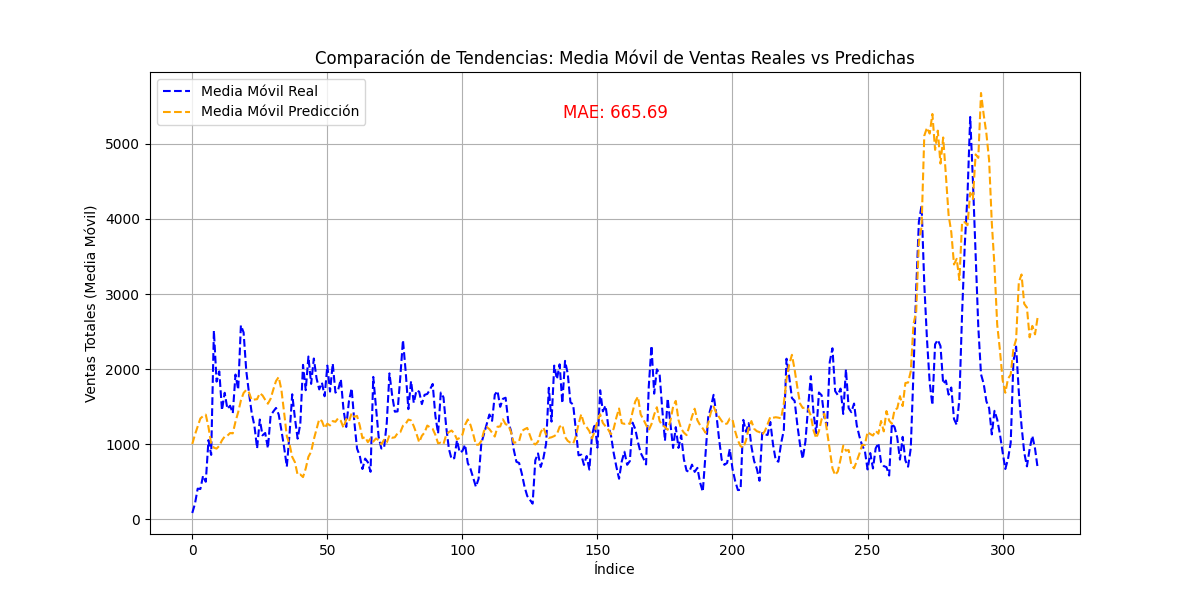 Comparación de Tendencias: Media Móvil de Ventas Reales vs Predichas
Media Móvil Real
Media Móvil Predicción
MAE: 665.69
Ventas Totales (Media Móvil)
5000
4000
3000
2000
1000
0
0 50 100 150 200 250 300
Índice